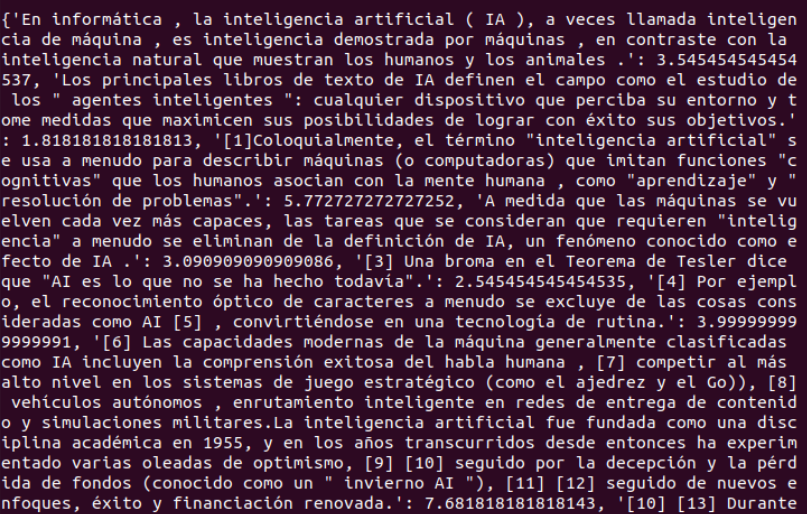 {'En informática , la inteligencia artificial ( IA ), a veces llamada inteligen
cia de máquina , es inteligencia demostrada por máquinas , en contraste con la
inteligencia natural que muestran los humanos y los animales .': 3.545454545454
537, 'Los principales libros de texto de IA definen el campo como el estudio de
 los " agentes inteligentes ": cualquier dispositivo que perciba su entorno y t
ome medidas que maximicen sus posibilidades de lograr con éxito sus objetivos.'
: 1.818181818181813, '[1]Coloquialmente, el término "inteligencia artificial" s
e usa a menudo para describir máquinas (o computadoras) que imitan funciones "c
ognitivas" que los humanos asocian con la mente humana , como "aprendizaje" y "
resolución de problemas".': 5.772727272727252, 'A medida que las máquinas se vu
elven cada vez más capaces, las tareas que se consideran que requieren "intelig
encia" a menudo se eliminan de la definición de IA, un fenómeno conocido como e
fecto de IA .': 3.090909090909086, '[3] Una broma en el Teorema de Tesler dice 
que "AI es lo que no se ha hecho todavía".': 2.545454545454535, '[4] Por ejempl
o, el reconocimiento óptico de caracteres a menudo se excluye de las cosas cons
ideradas como AI [5] , convirtiéndose en una tecnología de rutina.': 3.99999999
9999991, '[6] Las capacidades modernas de la máquina generalmente clasificadas 
como IA incluyen la comprensión exitosa del habla humana , [7] competir al más 
alto nivel en los sistemas de juego estratégico (como el ajedrez y el Go)), [8]
 vehículos autónomos , enrutamiento inteligente en redes de entrega de contenid
o y simulaciones militares.La inteligencia artificial fue fundada como una disc
iplina académica en 1955, y en los años transcurridos desde entonces ha experim
entado varias oleadas de optimismo, [9] [10] seguido por la decepción y la pérd
ida de fondos (conocido como un " invierno AI "), [11] [12] seguido de nuevos e
nfoques, éxito y financiación renovada.': 7.681818181818143, '[10] [13] Durante